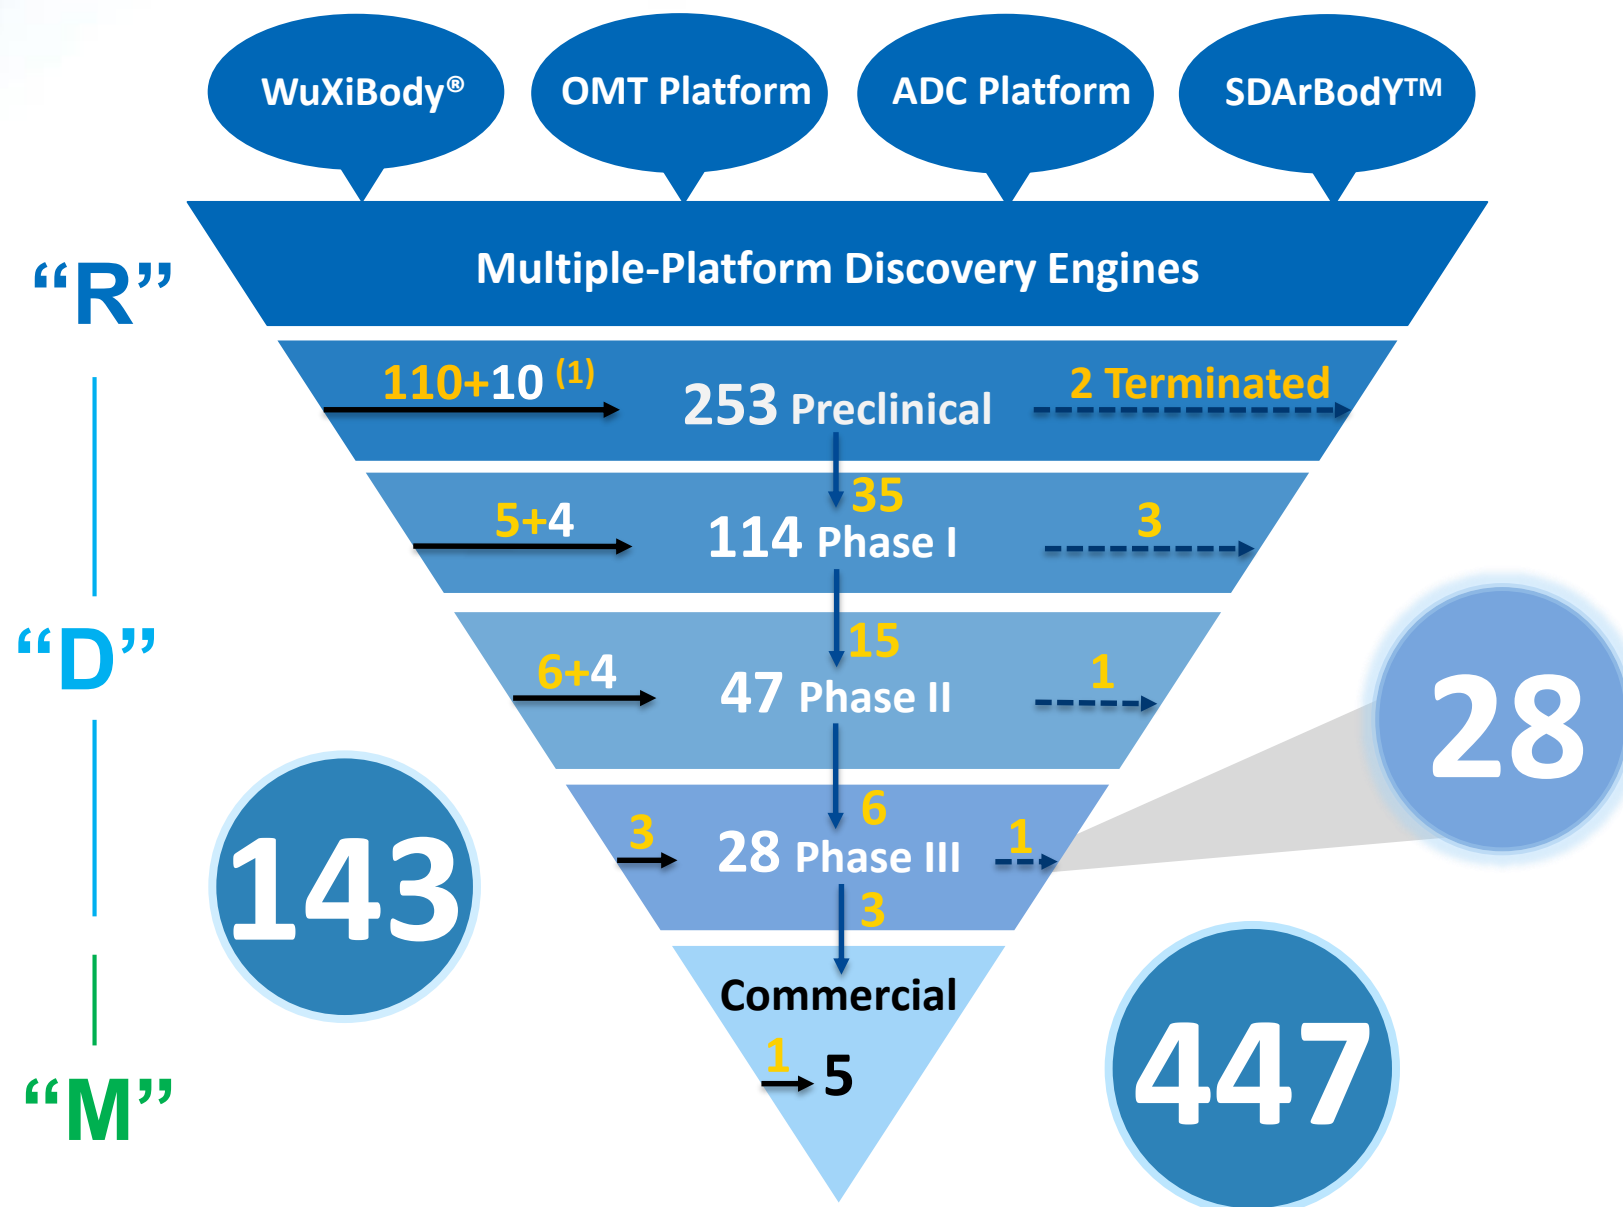 WuXiBody®
OMT Platform
ADC Platform
SDArBodY™
“R”
Multiple-Platform Discovery Engines
110+10 (1)
253 Preclinical
2 Terminated
35
5+4
114 Phase I
3
“D”
15
6+4
47 Phase II
1
28
6
3
28 Phase III
1
143
3
Commercial
1
5
447
“M”